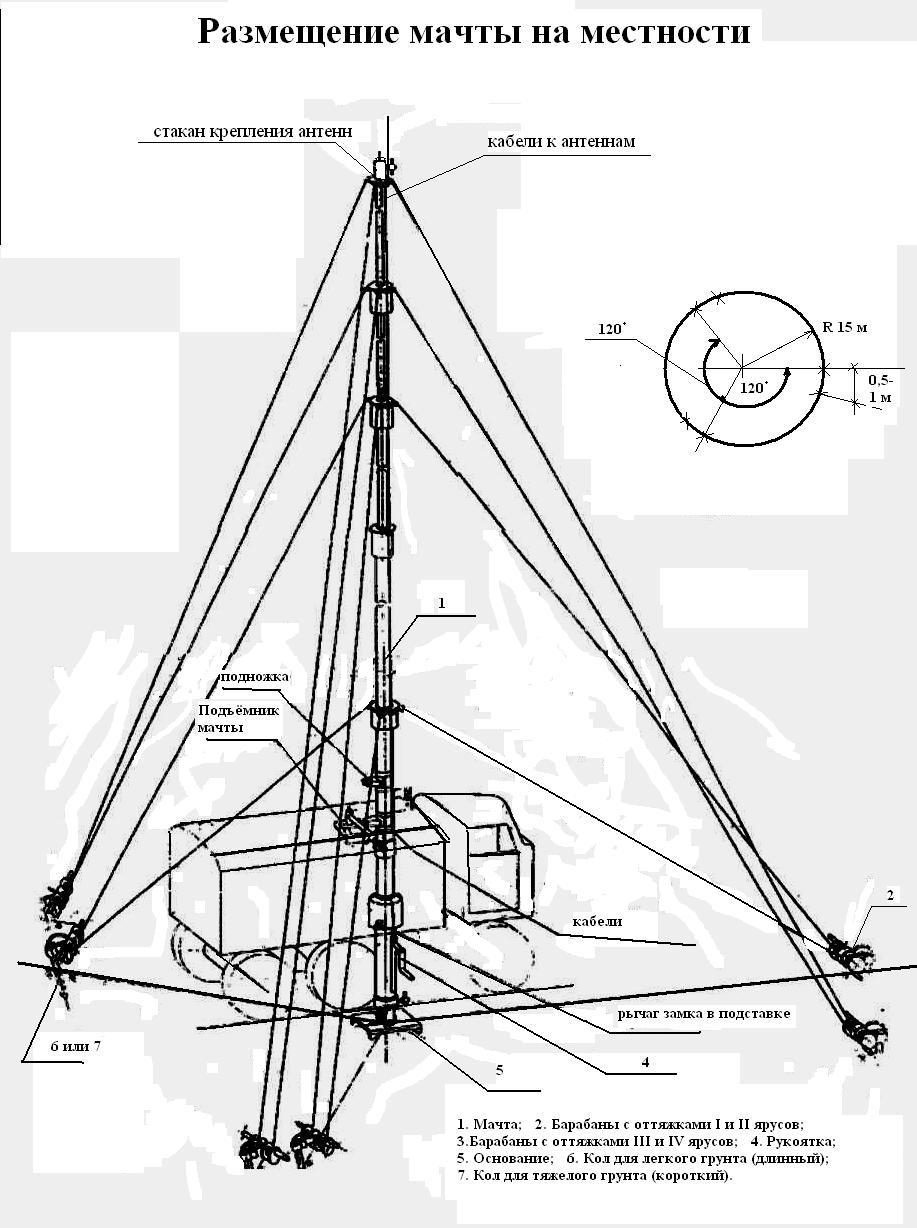 Размещение мачты на местности
стакан крепления антенн
кабели к антеннам
120˚
R 15 м
120˚
0,5-
1 м
1
подножка
Подъёмник
мачты
2
кабели
рычаг замка в подставке
6 или 7
4
5
1. Мачта; 2. Барабаны с оттяжками I и II ярусов;
3.Барабаны с оттяжками III и IV ярусов; 4. Рукоятка;
5. Основание; 6. Кол для легкого грунта (длинный);
7. Кол для тяжелого грунта (короткий).